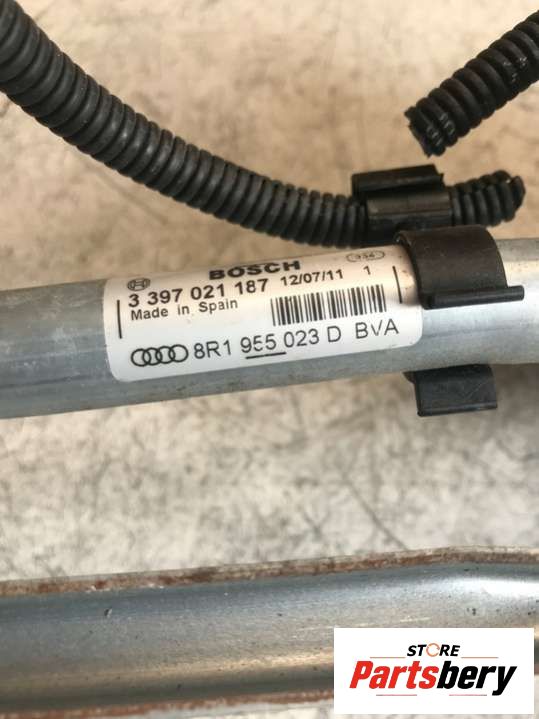 BOSCH
3 397 021 187 12/07/11 1
Made in Spain
8R1 955 023 D BVA
STORE
Partsbery